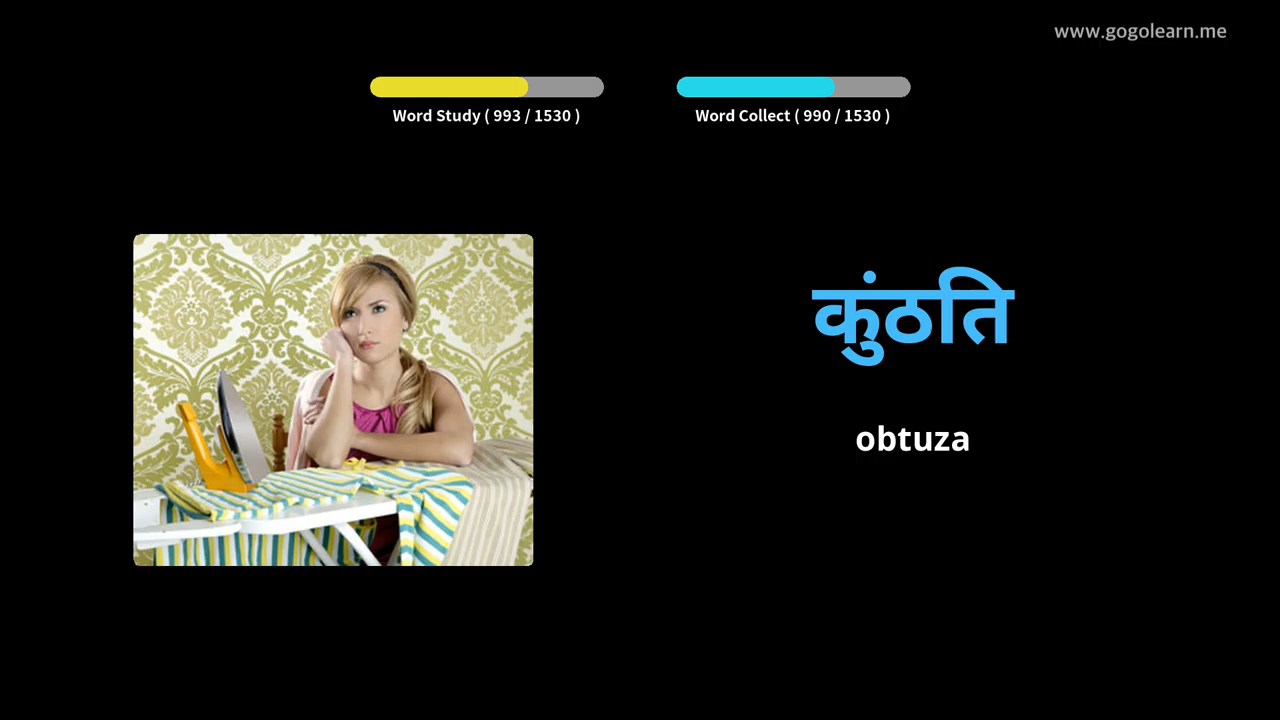 www.gogolearn.me
Word Study ( 993 / 1530 )
Word Collect ( 990 / 1530 )
कुंठति
obtuza